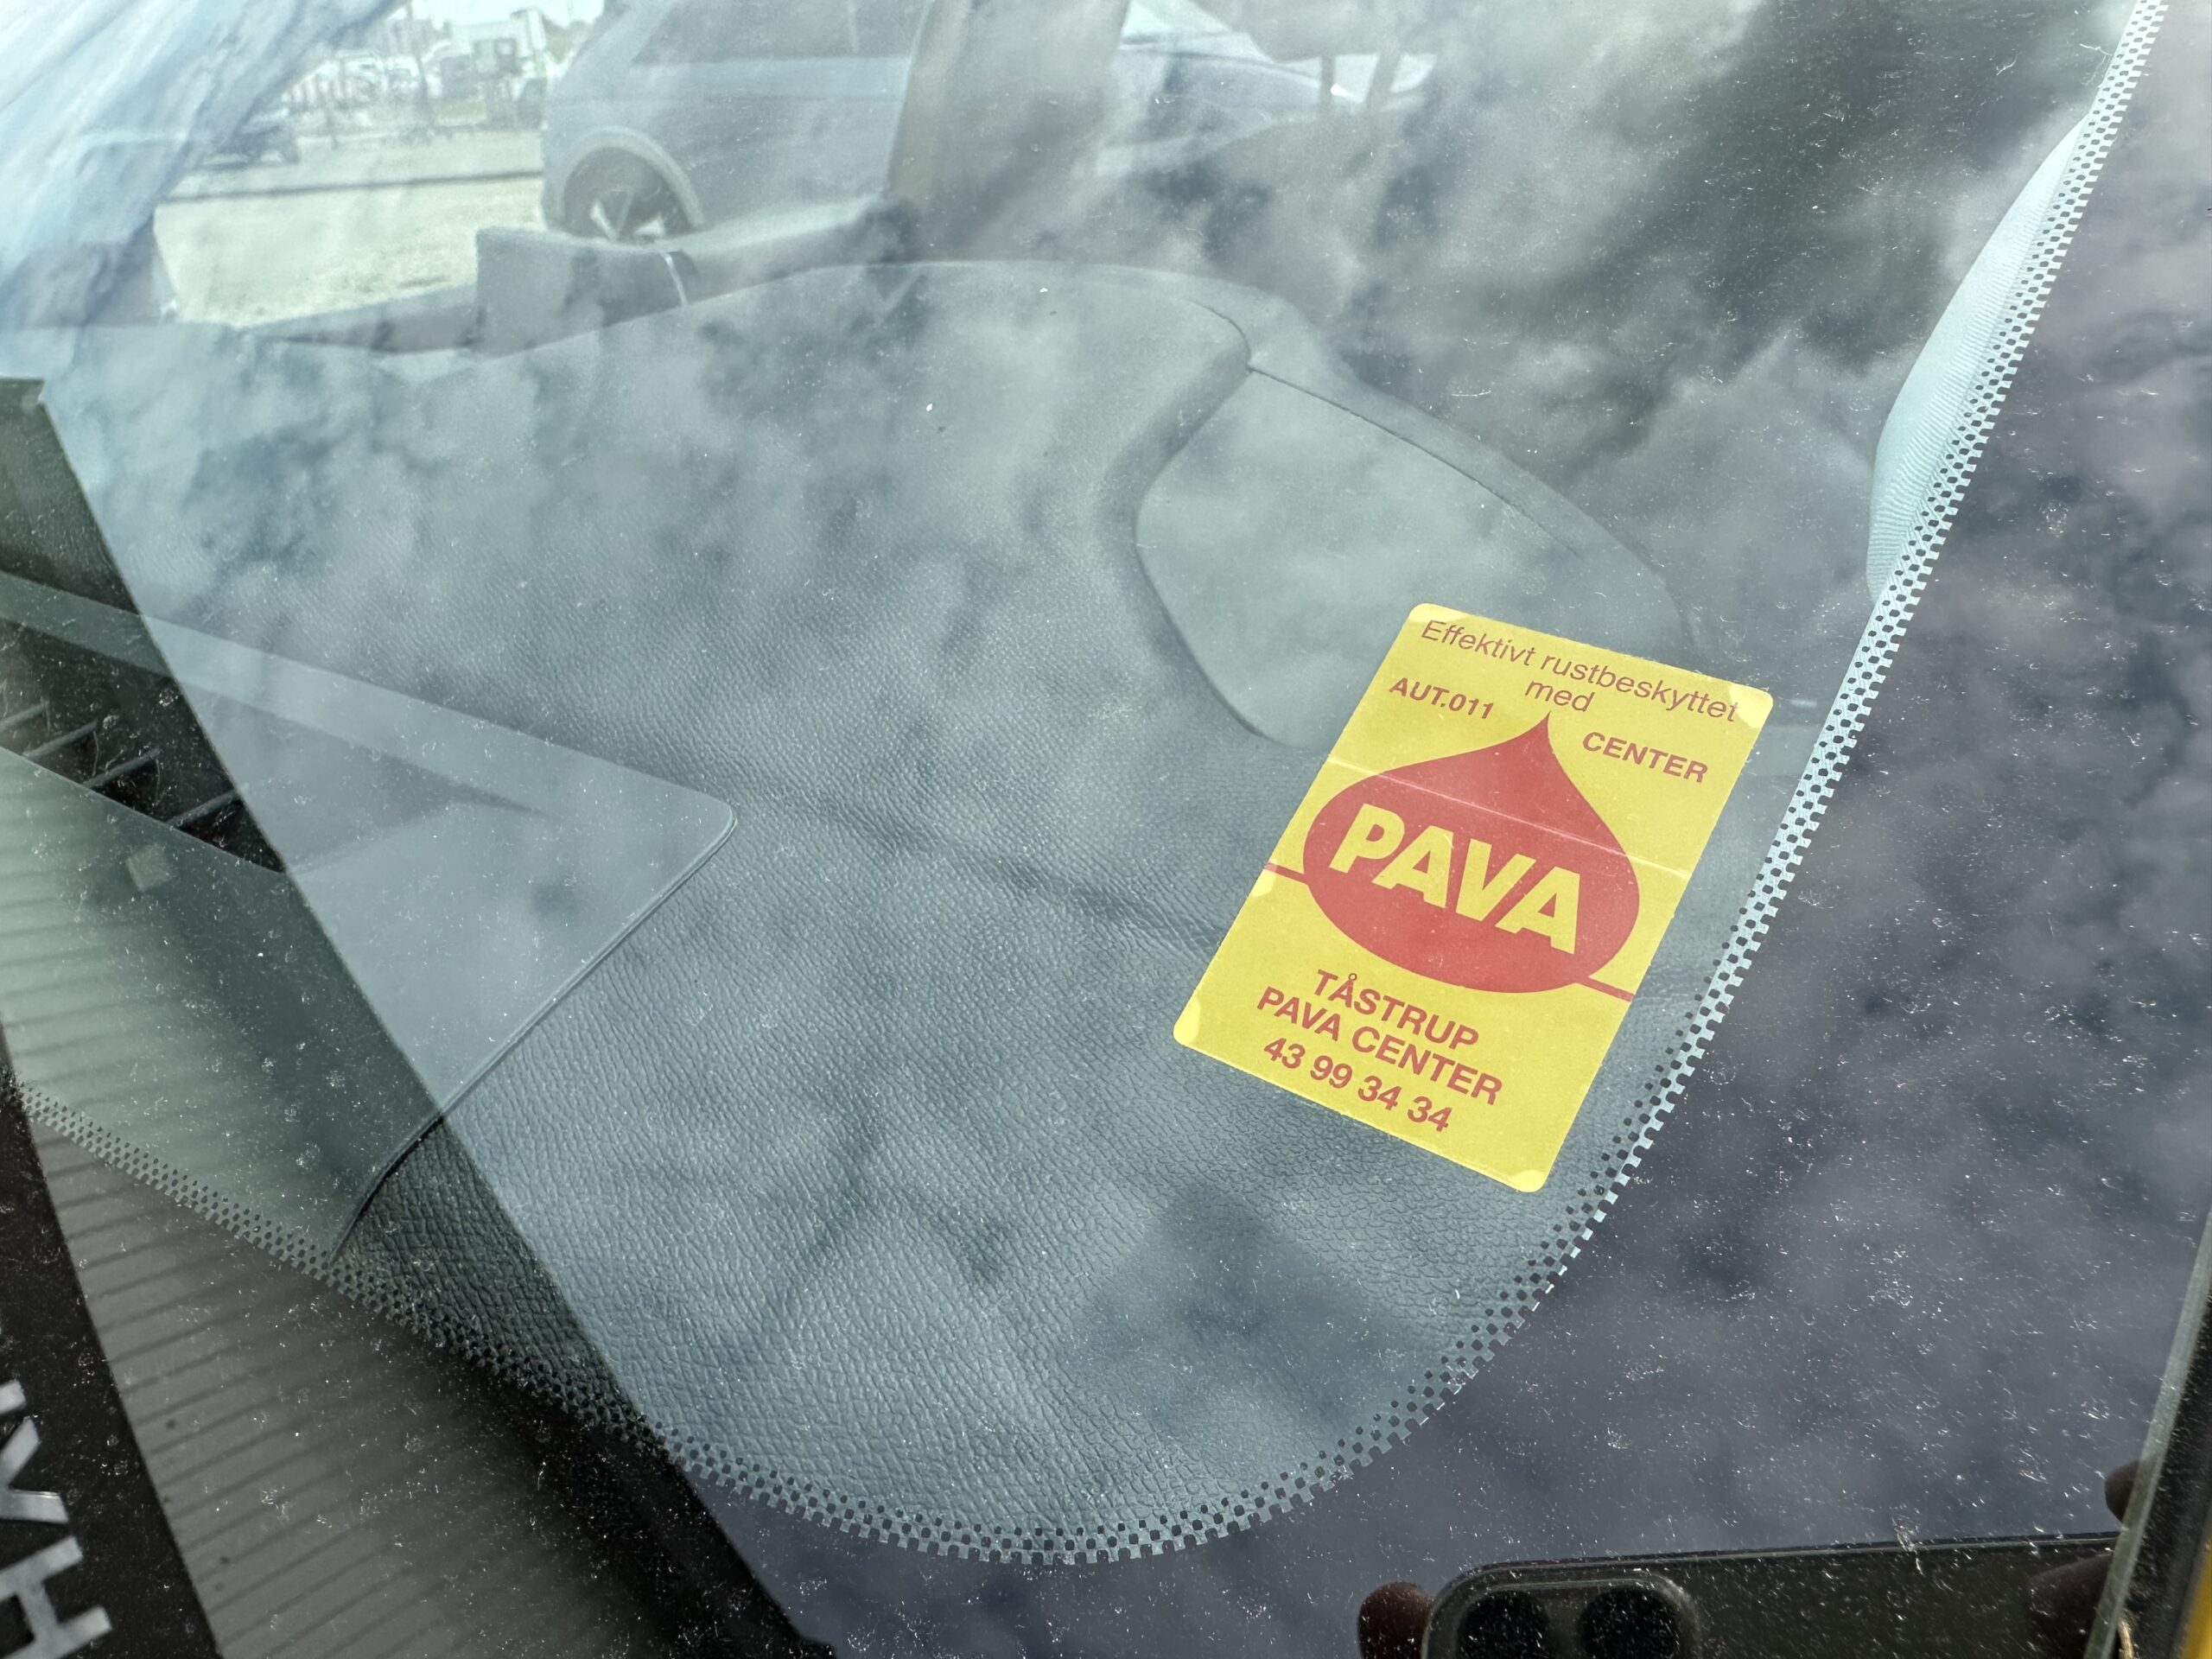 Effektivt rustbeskyttet
med
AUT.011
CENTER
PAVA
TÅSTRUP
PAVA CENTER
43 99 34 34